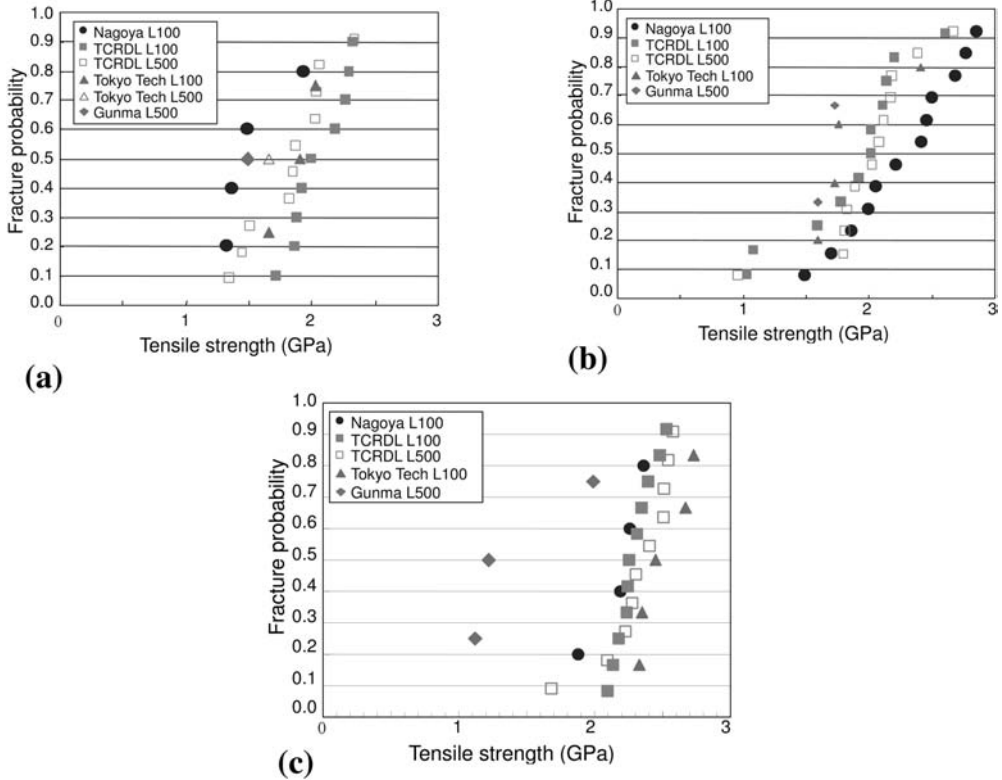 Fracture probability
1.0
0.9
0.8
0.7
0.6
0.5
0.4
0.3
0.2
0.1
0.0
Nagoya L100
TCRDL L100
TCRDL L500
Tokyo Tech L100
Tokyo Tech L500
Gunma L500
0 1 2 3
Tensile strength (GPa)
(a)
Fracture probability
1.0
0.9
0.8
0.7
0.6
0.5
0.4
0.3
0.2
0.1
0.0
Nagoya L100
TCRDL L100
TCRDL L500
Tokyo Tech L100
Gunma L500
0 1 2 3
Tensile strength (GPa)
(b)
Fracture probability
1.0
0.9
0.8
0.7
0.6
0.5
0.4
0.3
0.2
0.1
0.0
Nagoya L100
TCRDL L100
TCRDL L500
Tokyo Tech L100
Gunma L500
0 1 2 3
Tensile strength (GPa)
(c)